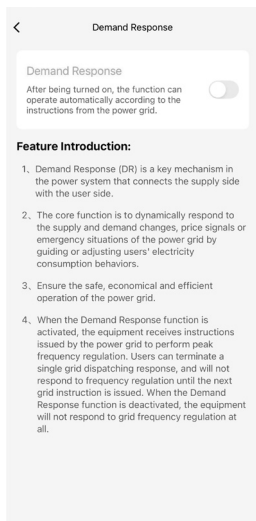 Demand Response
Demand Response
After being turned on, the function can
operate automatically according to the
instructions from the power grid.
Feature Introduction:
1、Demand Response (DR) is a key mechanism in
the power system that connects the supply side
with the user side.
2、The core function is to dynamically respond to
the supply and demand changes, price signals or
emergency situations of the power grid by
guiding or adjusting users' electricity
consumption behaviors.
3、Ensure the safe, economical and efficient
operation of the power grid.
4、When the Demand Response function is
activated, the equipment receives instructions
issued by the power grid to perform peak
frequency regulation. Users can terminate a
single grid dispatching response, and will not
respond to frequency regulation until the next
grid instruction is issued. When the Demand
Response function is deactivated, the equipment
will not respond to grid frequency regulation at
all.